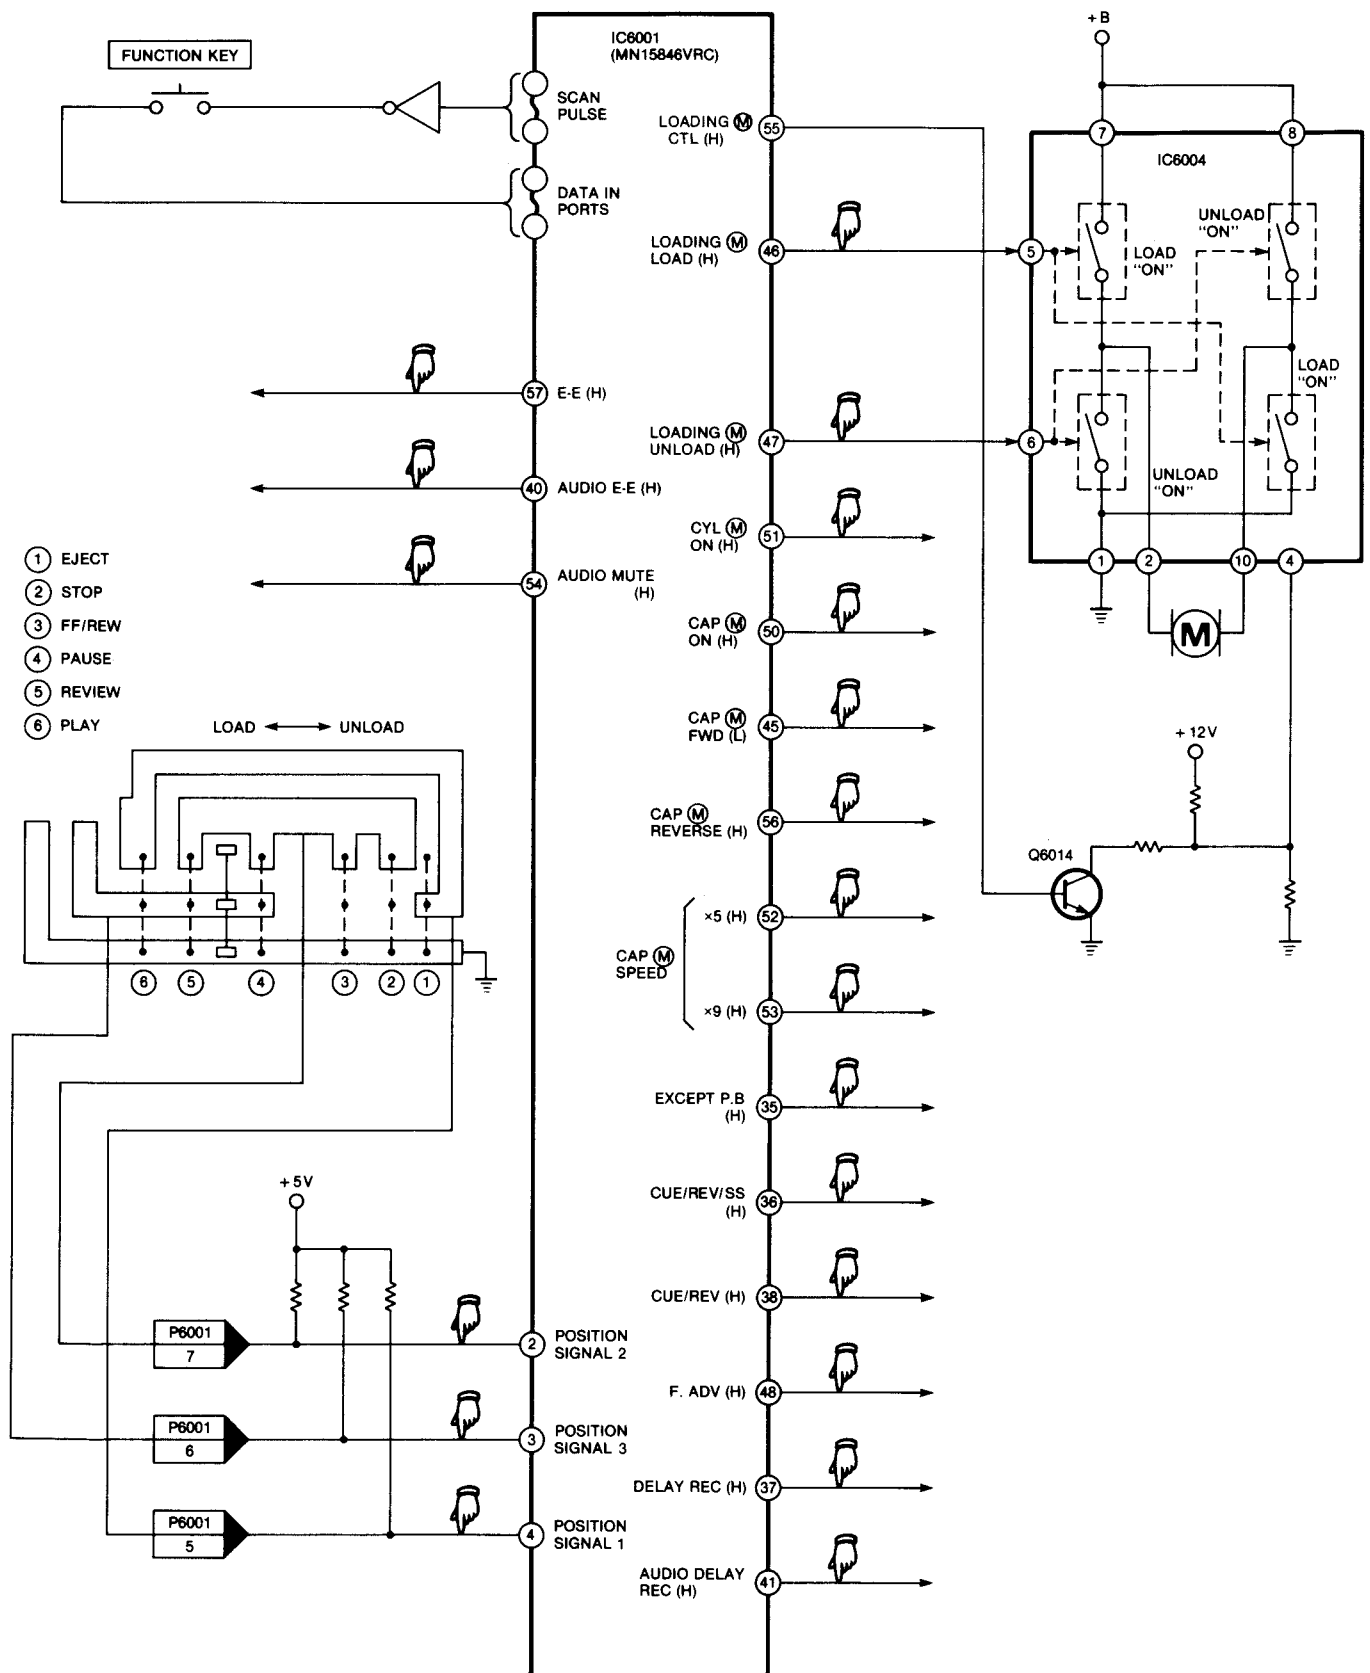 FUNCTION KEY
IC6001
(MN15846VRC)
SCAN
PULSE
DATA IN
PORTS
57 E-E (H)
40 AUDIO E-E (H)
54 AUDIO MUTE
(H)
LOADING M
CTL (H) 55
LOADING M
LOAD (H) 46
LOADING M
UNLOAD (H) 47
CYL M
ON (H) 51
CAP M
ON (H) 50
CAP M
FWD (L) 45
CAP M
REVERSE (H) 56
CAP M
SPEED
×5 (H) 52
×9 (H) 53
EXCEPT P.B
(H) 35
CUE/REV/SS
(H) 36
CUE/REV (H) 38
F. ADV (H) 48
DELAY REC (H) 37
AUDIO DELAY
REC (H) 41
+B
7
8
IC6004
5
LOAD
"ON"
UNLOAD
"ON"
6
UNLOAD
"ON"
LOAD
"ON"
1
2
10
4
M
+12V
Q6014
1 EJECT
2 STOP
3 FF/REW
4 PAUSE
5 REVIEW
6 PLAY
LOAD
UNLOAD
6 5 4 3 2 1
+5V
P6001
7
2 POSITION
SIGNAL 2
P6001
6
3 POSITION
SIGNAL 3
P6001
5
4 POSITION
SIGNAL 1